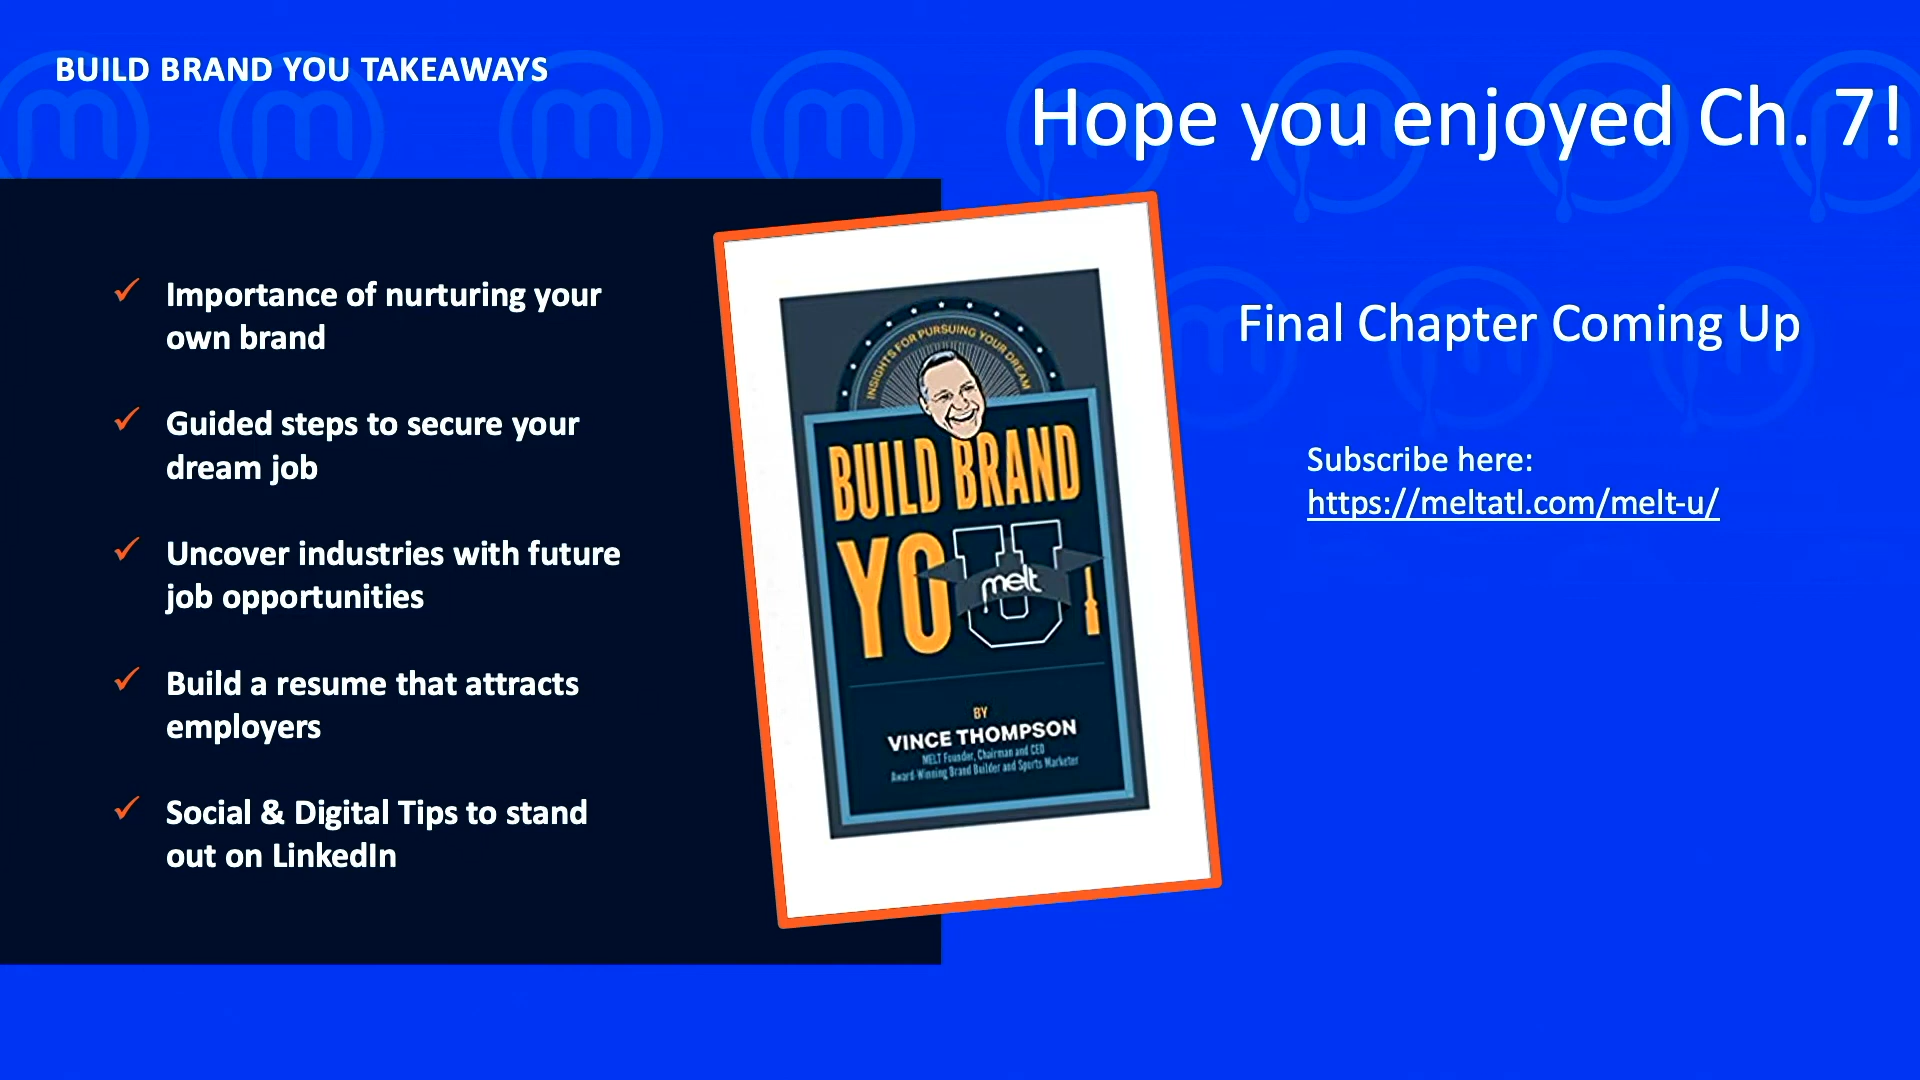 BUILD BRAND YOU TAKEAWAYS
Hope you enjoyed Ch. 7!
Importance of nurturing your
own brand
Guided steps to secure your
dream job
Uncover industries with future
job opportunities
Build a resume that attracts
employers
Social & Digital Tips to stand
out on LinkedIn
INSIGHTS FOR PURSUING YOUR DREAM
BUILD BRAND
YOU
melt
BY
VINCE THOMPSON
MELT Founder, Chairman and CEO
Award-Winning Brand Builder and Sports Marketer
Final Chapter Coming Up
Subscribe here:
https://meltatl.com/melt-u/